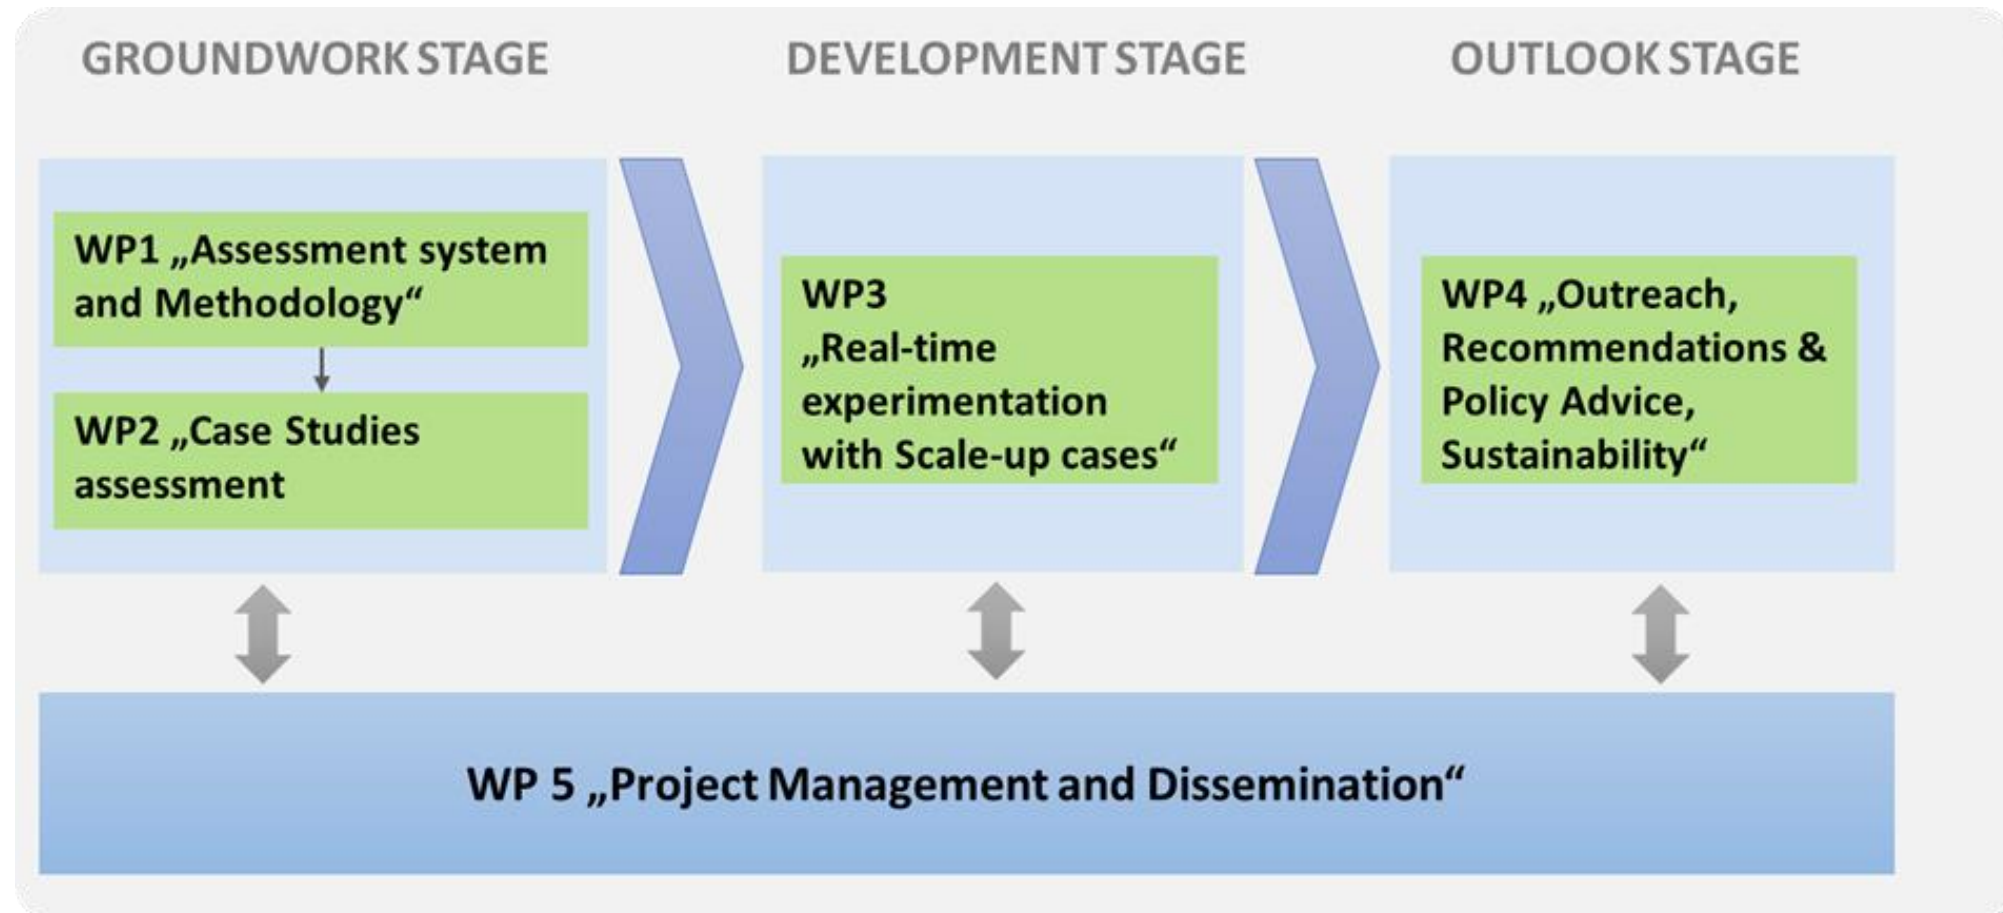 GROUNDWORK STAGE
DEVELOPMENT STAGE
OUTLOOK STAGE
WP1 „Assessment system
and Methodology“
WP2 „Case Studies
assessment
WP3
„Real-time
experimentation
with Scale-up cases“
WP4 „Outreach,
Recommendations &
Policy Advice,
Sustainability“
WP 5 „Project Management and Dissemination“